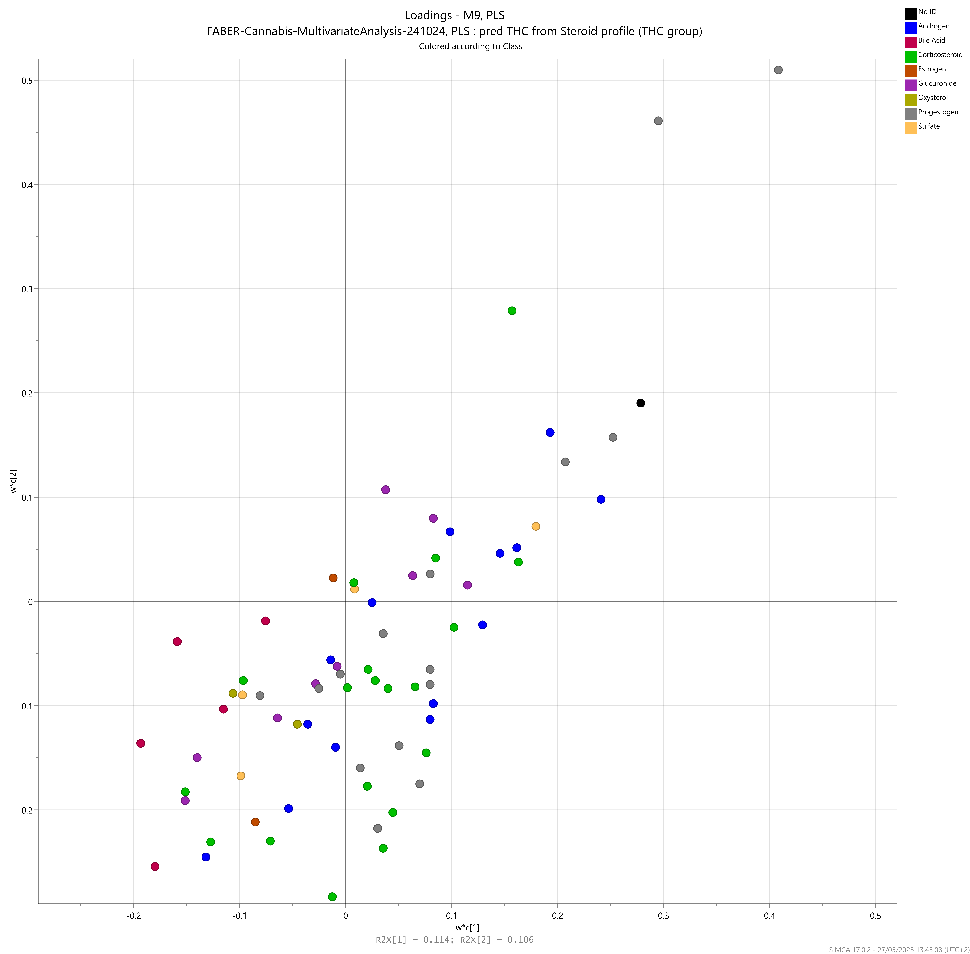 Loadings - M9, PLS
FABER-Cannabis-MultivariateAnalysis-241024, PLS : pred THC from Steroid profile (THC group)
Colored according to Class
No ID
Androgen
Bile Acid
Corticosteroid
Estrogen
Glucuronide
Oxysterol
Progestogen
Sulfate
0.5
0.4
0.3
0.2
0.1
0
0.1
0.2
w*c[2]
-0.2
-0.1
0
0.1
0.2
0.3
0.4
0.5
w*c[1]
R2X[1] = 0.114; R2X[2] = 0.106